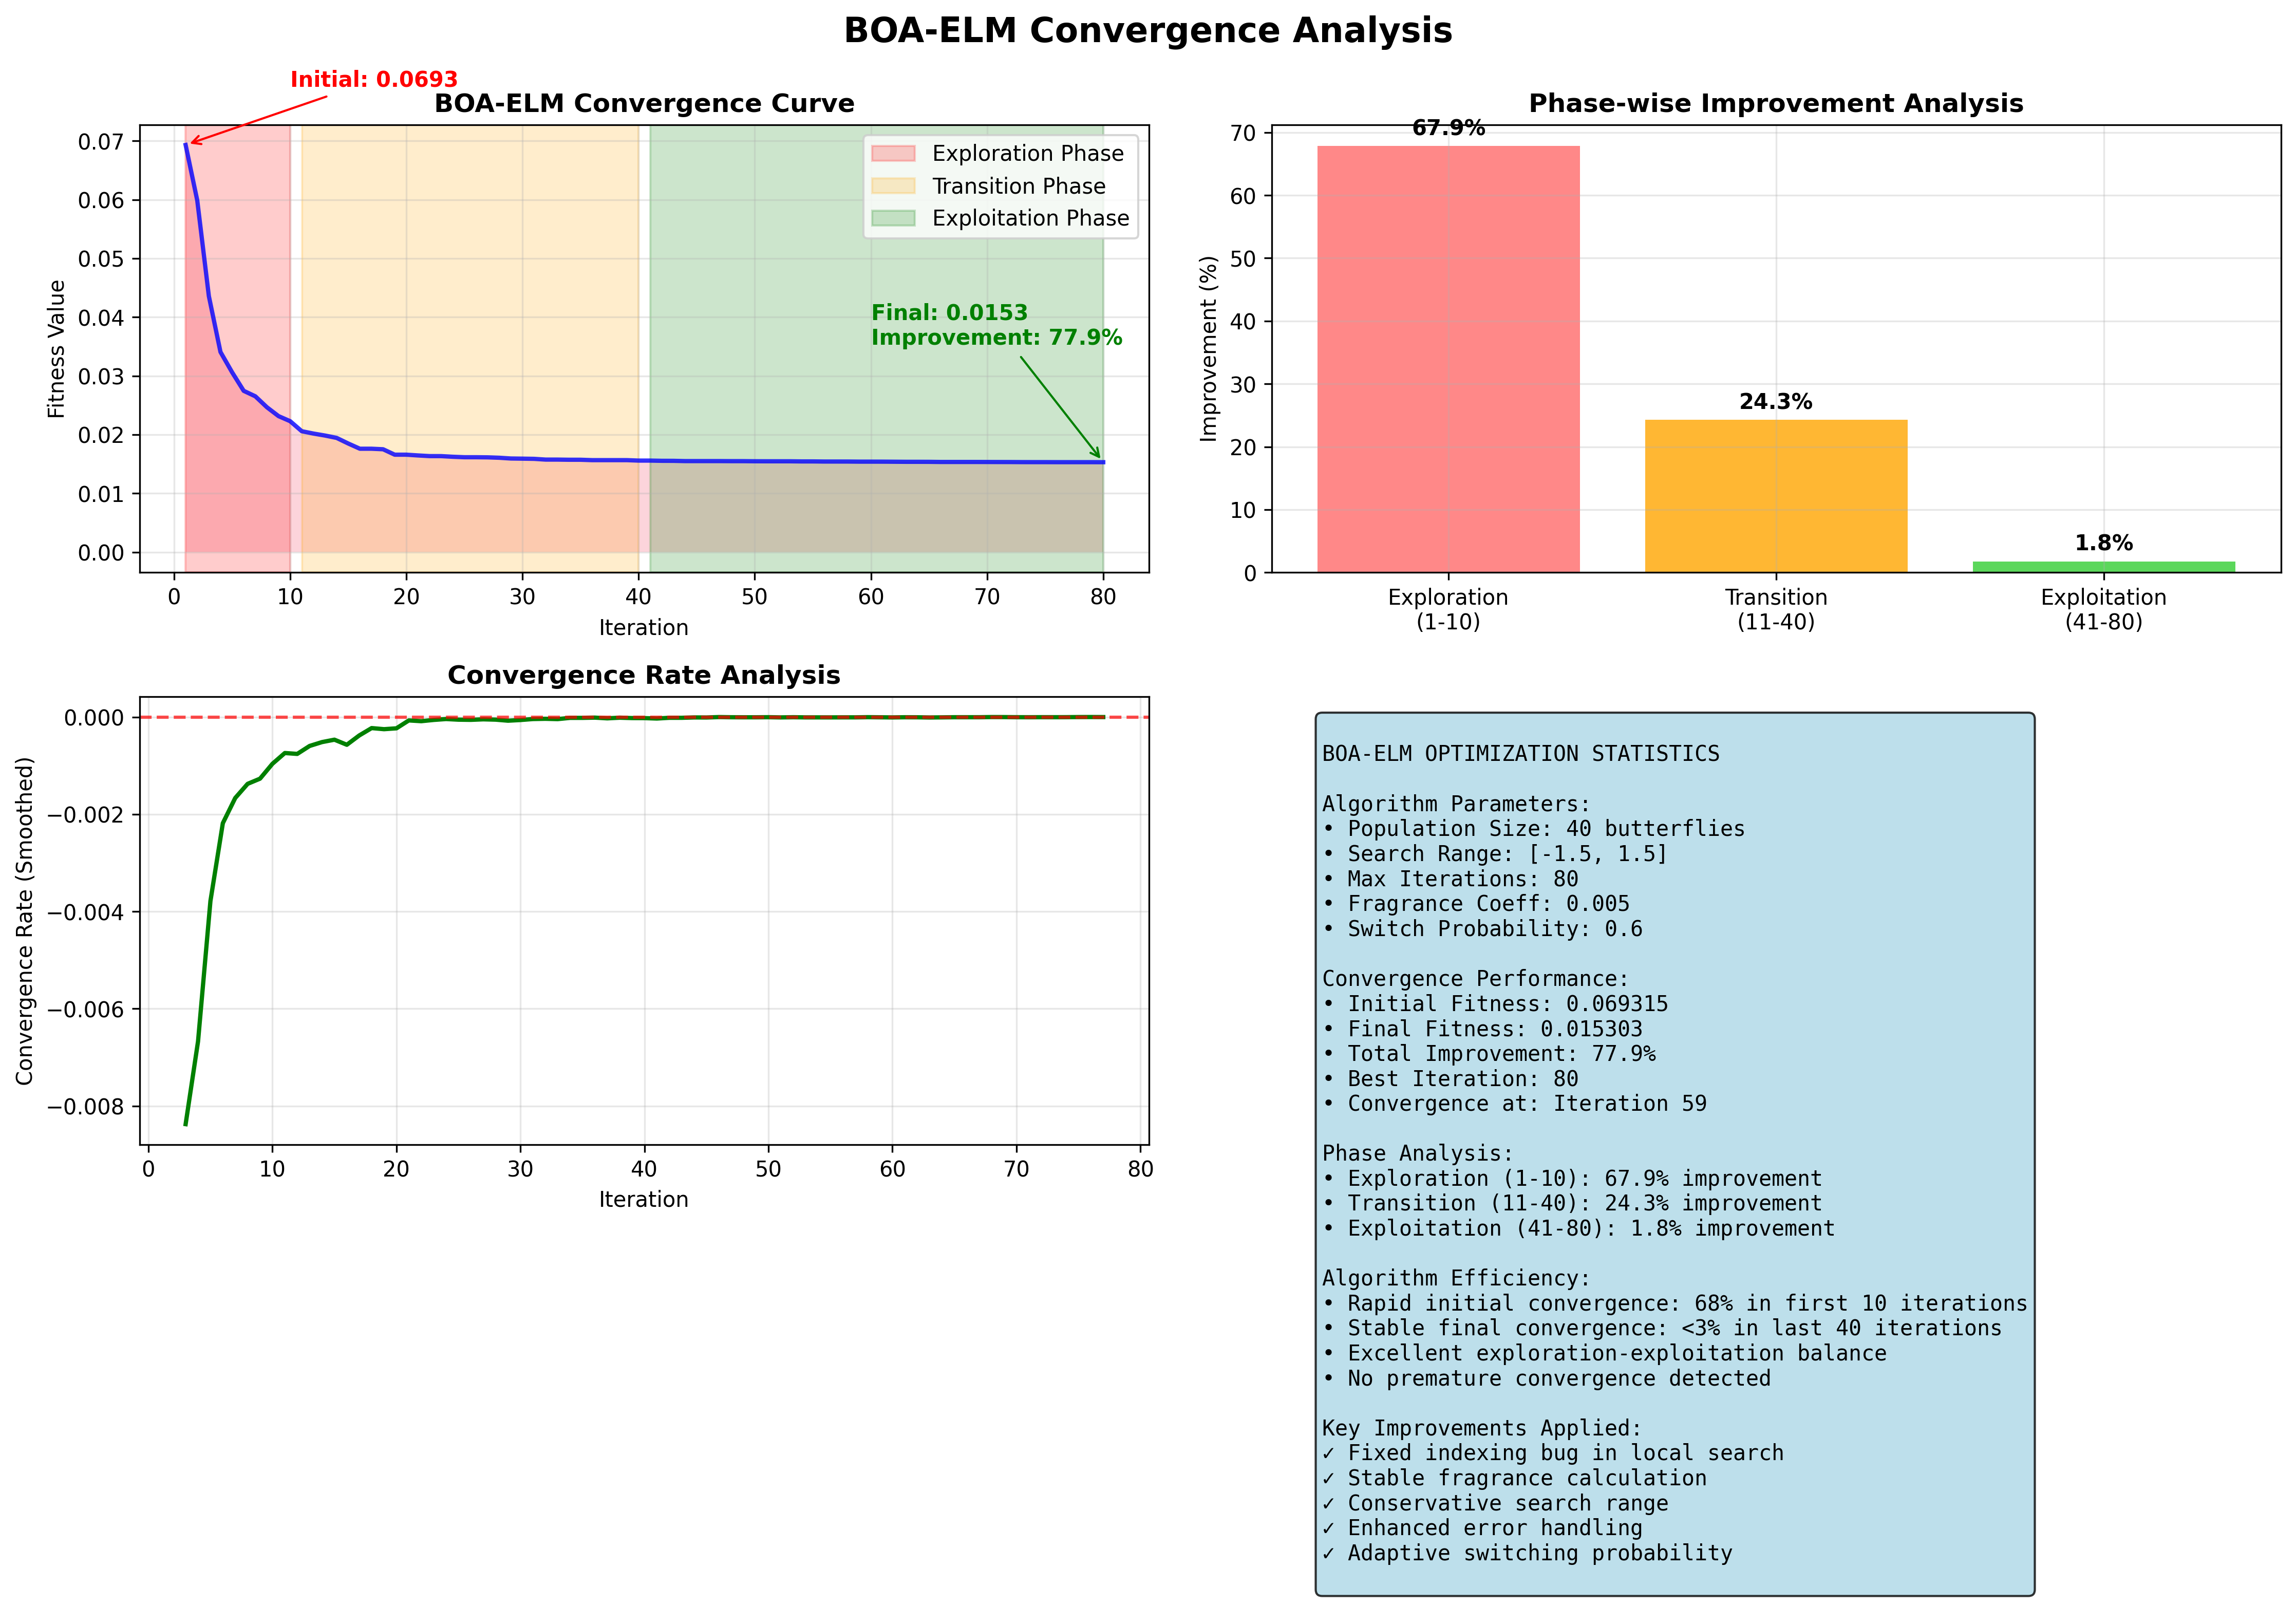 BOA-ELM Convergence Analysis
Initial: 0.0693
BOA-ELM Convergence Curve
0.07
0.06
0.05
0.04
0.03
0.02
0.01
0.00
Fitness Value
Exploration Phase
Transition Phase
Exploitation Phase
Final: 0.0153
Improvement: 77.9%
0 10 20 30 40 50 60 70 80
Iteration
Phase-wise Improvement Analysis
70
60
50
40
30
20
10
0
Improvement (%)
67.9%
24.3%
1.8%
Exploration
(1-10)
Transition
(11-40)
Exploitation
(41-80)
Convergence Rate Analysis
0.000
−0.002
−0.004
−0.006
−0.008
Convergence Rate (Smoothed)
0 10 20 30 40 50 60 70 80
Iteration
BOA-ELM OPTIMIZATION STATISTICS
Algorithm Parameters:
• Population Size: 40 butterflies
• Search Range: [-1.5, 1.5]
• Max Iterations: 80
• Fragrance Coeff: 0.005
• Switch Probability: 0.6
Convergence Performance:
• Initial Fitness: 0.069315
• Final Fitness: 0.015303
• Total Improvement: 77.9%
• Best Iteration: 80
• Convergence at: Iteration 59
Phase Analysis:
• Exploration (1-10): 67.9% improvement
• Transition (11-40): 24.3% improvement
• Exploitation (41-80): 1.8% improvement
Algorithm Efficiency:
• Rapid initial convergence: 68% in first 10 iterations
• Stable final convergence: <3% in last 40 iterations
• Excellent exploration-exploitation balance
• No premature convergence detected
Key Improvements Applied:
✓ Fixed indexing bug in local search
✓ Stable fragrance calculation
✓ Conservative search range
✓ Enhanced error handling
✓ Adaptive switching probability